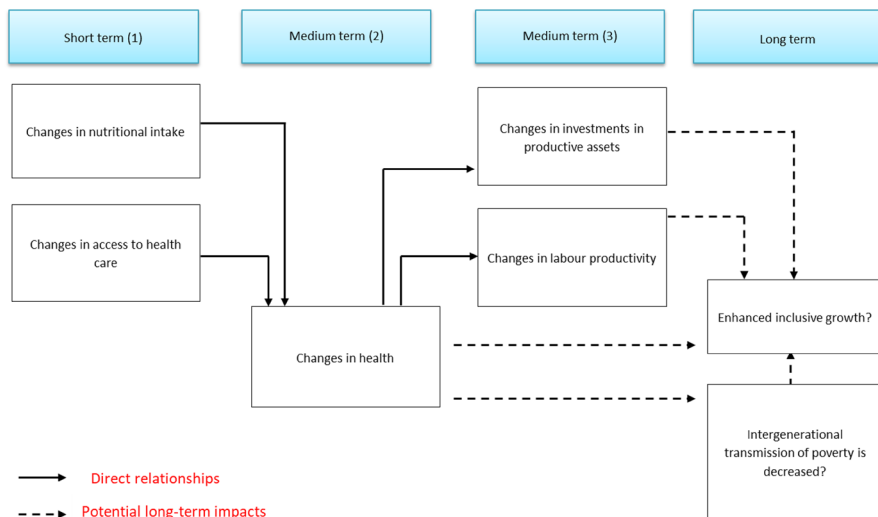 Short term (1)
Medium term (2)
Medium term (3)
Long term
Changes in nutritional intake
Changes in investments in
productive assets
Changes in access to health
care
Changes in labour productivity
Enhanced inclusive growth?
Changes in health
Intergenerational
transmission of poverty is
decreased?
Direct relationships
Potential long-term impacts